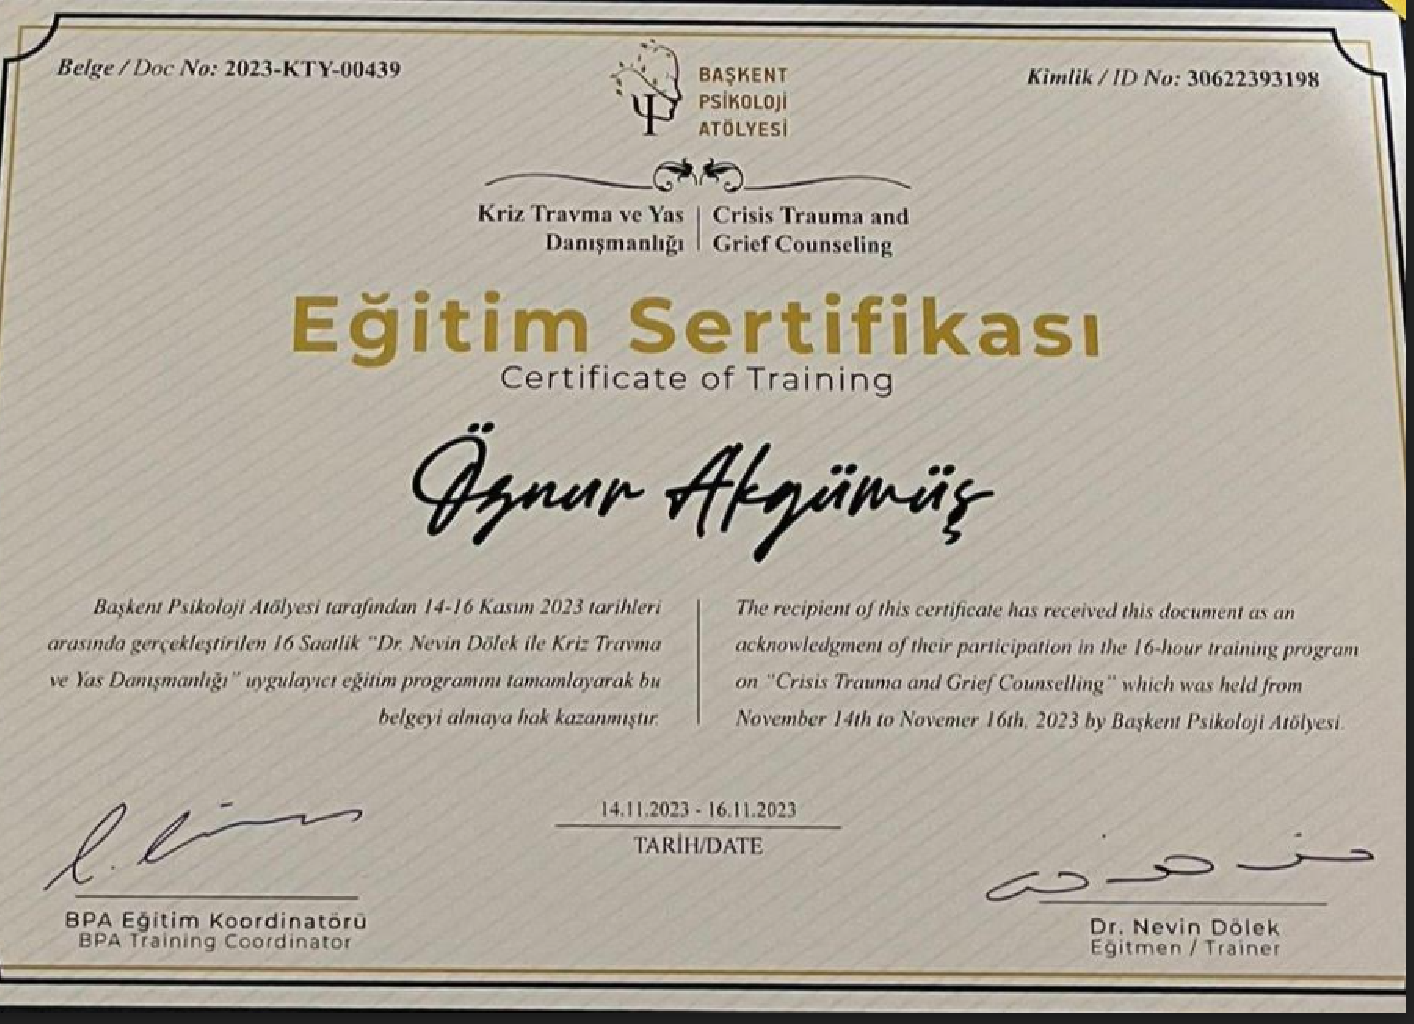 Belge / Doc No: 2023-KTY-00439
Kimlik / ID No: 30622393198
BAŞKENT
PSİKOLOJİ
ATÖLYESİ
Kriz Travma ve Yas
Danışmanlığı
Crisis Trauma and
Grief Counseling
Eğitim Sertifikası
Certificate of Training
Öznur Akgümüş
Başkent Psikoloji Atölyesi tarafından 14-16 Kasım 2023 tarihleri
arasında gerçekleştirilen 16 Saatlik "Dr. Nevin Dölek ile Kriz Travma
ve Yas Danışmanlığı" uygulayıcı eğitim programını tamamlayarak bu
belgeyi almaya hak kazanmıştır.
The recipient of this certificate has received this document as an
acknowledgment of their participation in the 16-hour training program
on "Crisis Trauma and Grief Counselling" which was held from
November 14th to Novemer 16th, 2023 by Başkent Psikoloji Atölyesi.
14.11.2023 - 16.11.2023
TARİH/DATE
BPA Eğitim Koordinatörü
BPA Training Coordinator
Dr. Nevin Dölek
Eğitmen / Trainer